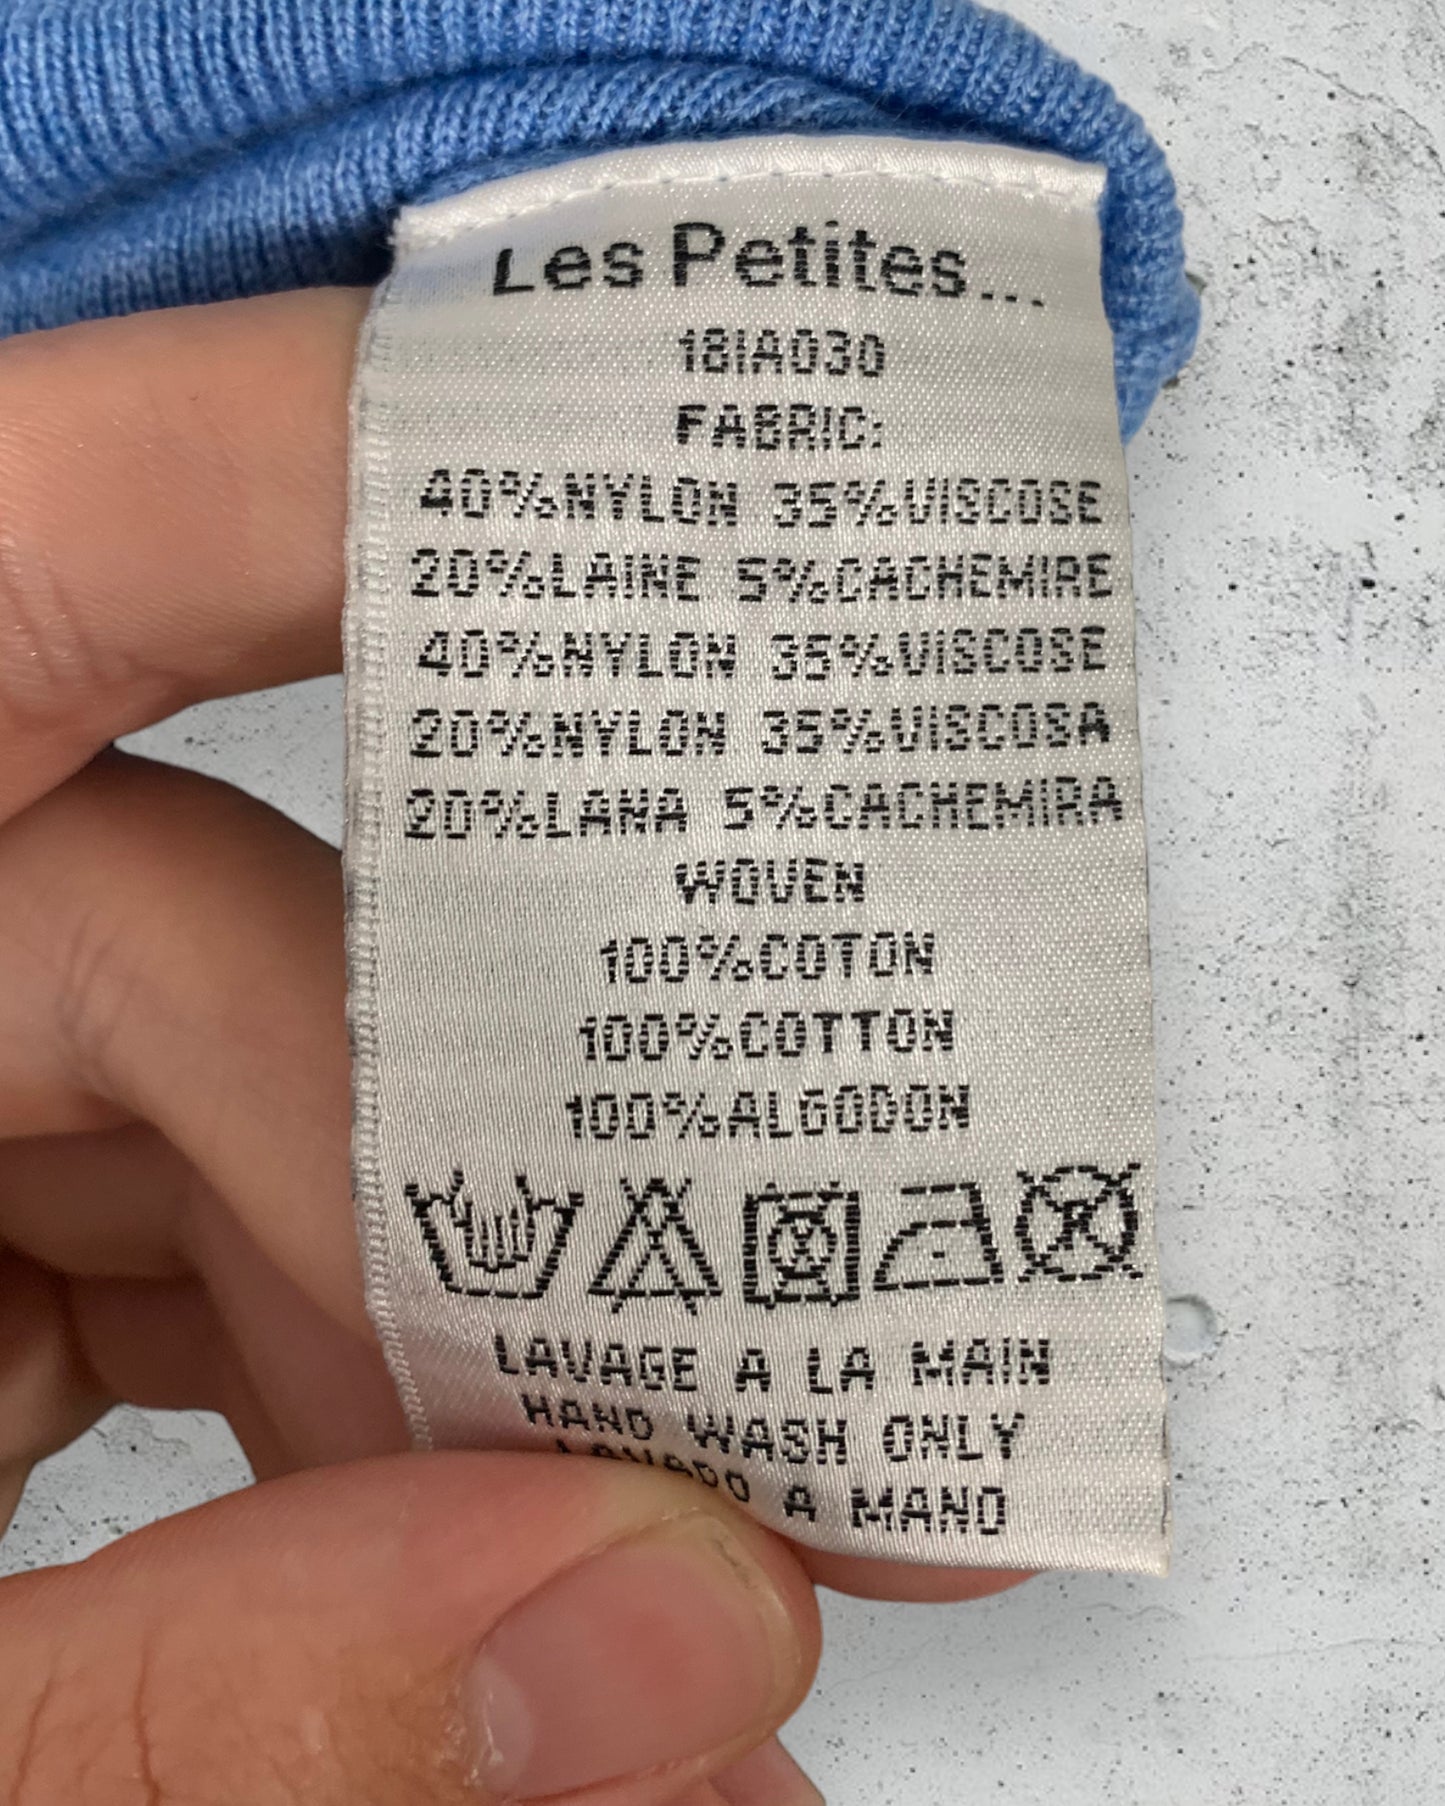 Les Petites...
18IA030
FABRIC:
40%NYLON 35%VISCOSE
20%LAINE 5%CACHEMIRE
40%NYLON 35%VISCOSE
20%NYLON 35%VISCOSA
20%LANA 5%CACHEMIRA
WOVEN
100%COTON
100%COTTON
100%ALGODON
LAVAGE A LA MAIN
HAND WASH ONLY
LAVADO A MANO